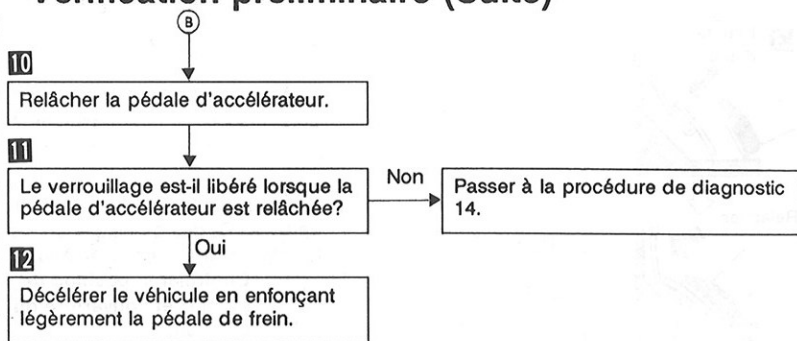 Vérification préliminaire (Suite)
B
10
Relâcher la pédale d'accélérateur.
11
Le verrouillage est-il libéré lorsque la
pédale d'accélérateur est relâchée?
Non
Passer à la procédure de diagnostic
14.
Oui
12
Décélérer le véhicule en enfonçant
légèrement la pédale de frein.